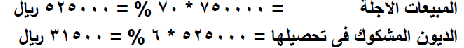 المبيعات الاجلة = ٧٥٠٠٠٠ * ٧٠ % = ٥٢٥٠٠٠ ريال
الديون المشكوك فى تحصيلها = ٥٢٥٠٠٠ * ٦ % = ٣١٥٠٠ ريال